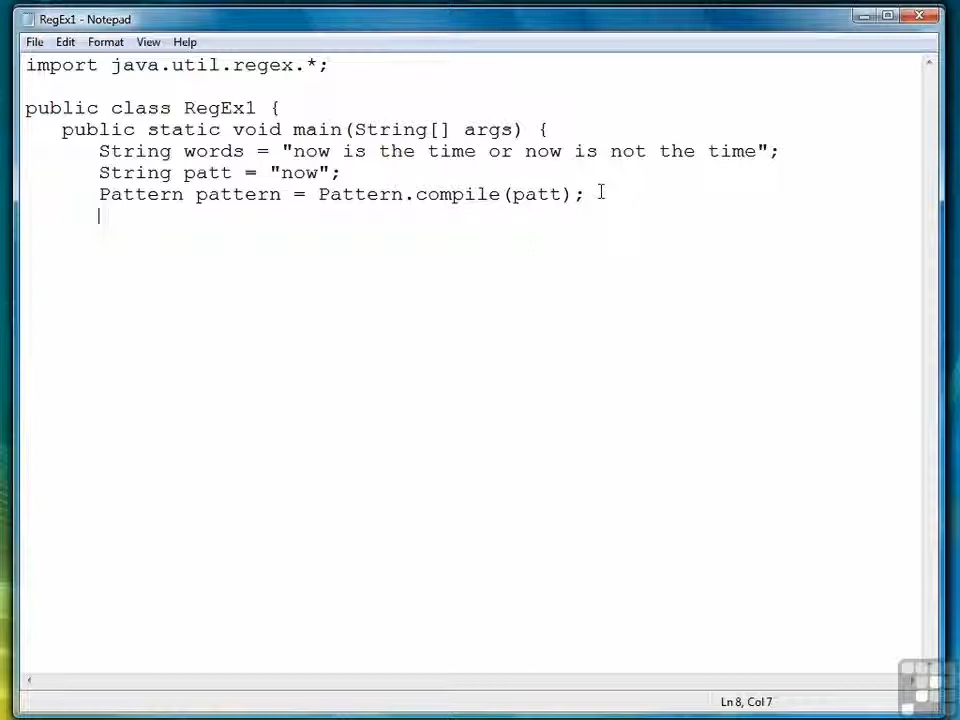 RegEx1 - Notepad
File Edit Format View Help
import java.util.regex.*;
public class RegEx1 {
public static void main(String[] args) {
String words = "now is the time or now is not the time";
String patt = "now";
Pattern pattern = Pattern.compile(patt);
Ln 8, Col 7